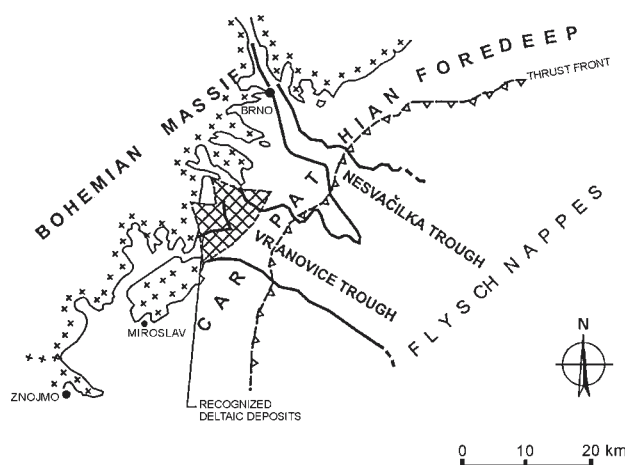 BOHEMIAN MASSIF
CARPATHIAN FOREDEEP
THRUST FRONT
BRNO
NESVAČILKA TROUGH
VRANOVICE TROUGH
FLYSCH NAPPES
MIROSLAV
ZNOJMO
RECOGNIZED
DELTAIC DEPOSITS
N
0 10 20 km